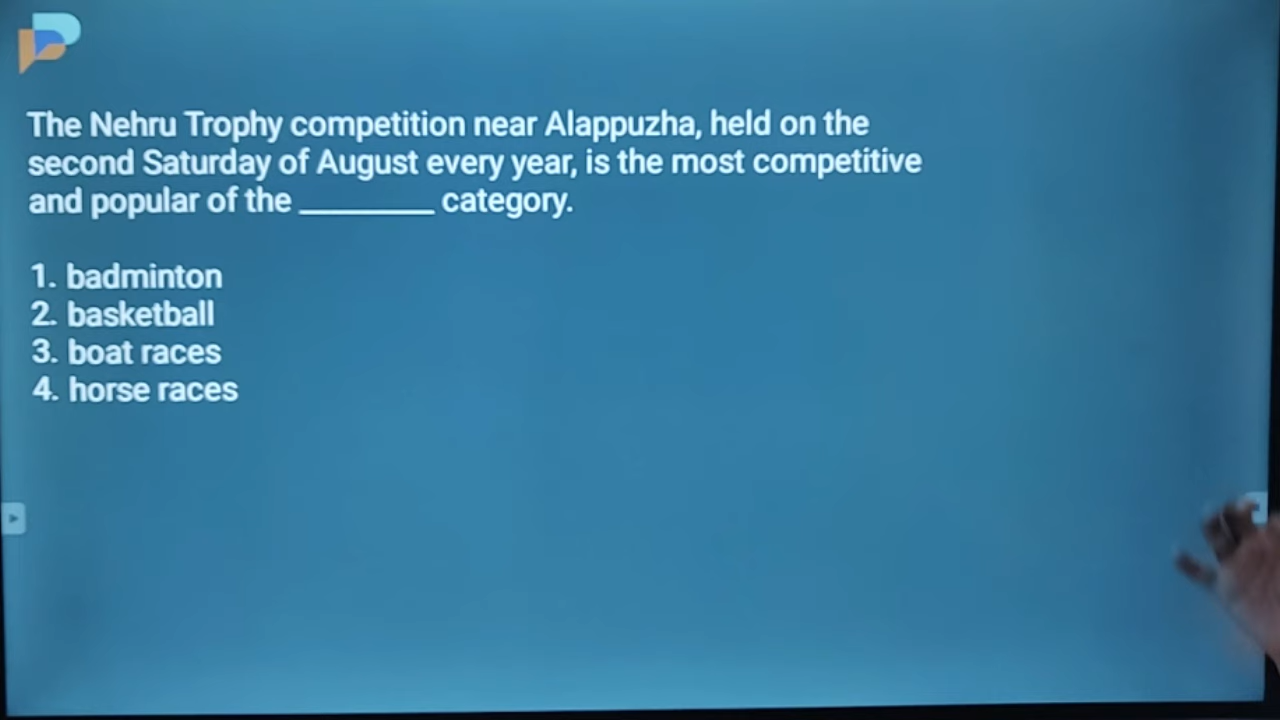 The Nehru Trophy competition near Alappuzha, held on the
second Saturday of August every year, is the most competitive
and popular of the ________ category.
1. badminton
2. basketball
3. boat races
4. horse races